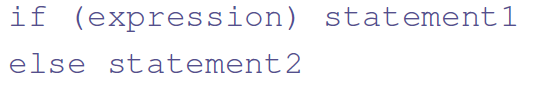 if (expression) statement1
else statement2